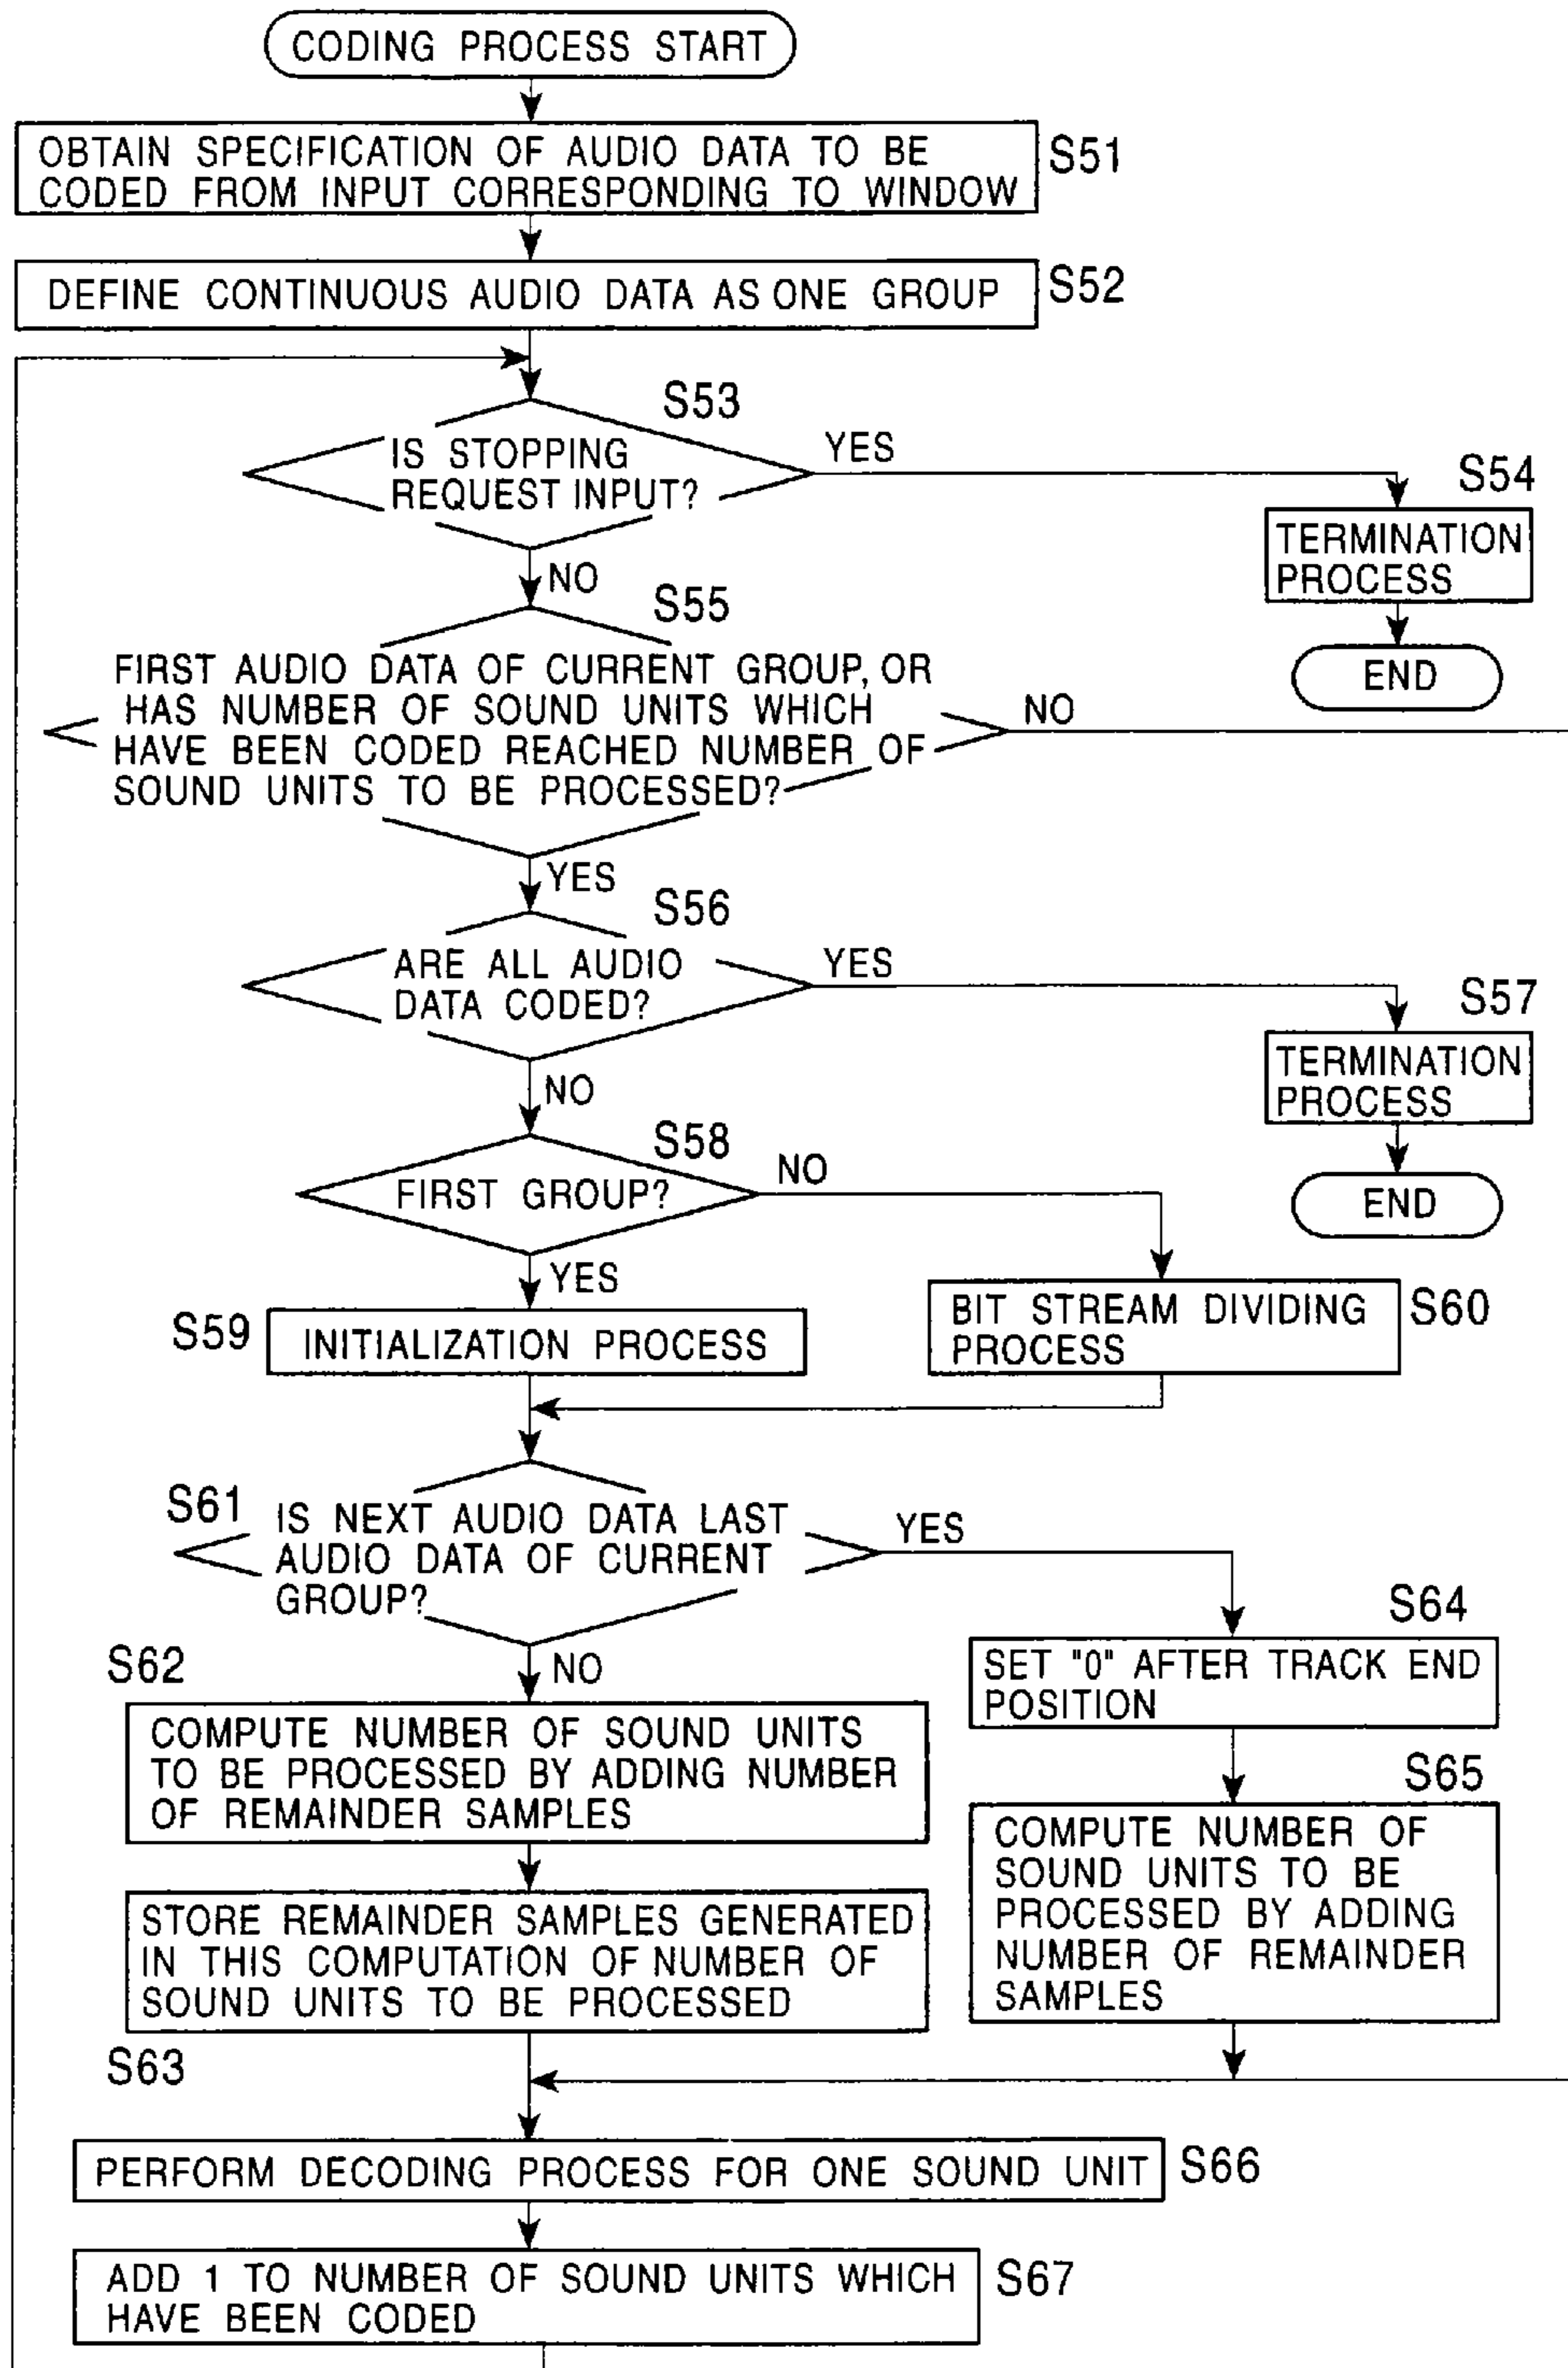 CODING PROCESS START
OBTAIN SPECIFICATION OF AUDIO DATA TO BE
CODED FROM INPUT CORRESPONDING TO WINDOW
S51
DEFINE CONTINUOUS AUDIO DATA AS ONE GROUP
S52
S53
IS STOPPING
REQUEST INPUT?
YES
S54
TERMINATION
PROCESS
END
NO
S55
FIRST AUDIO DATA OF CURRENT GROUP, OR
HAS NUMBER OF SOUND UNITS WHICH
HAVE BEEN CODED REACHED NUMBER OF
SOUND UNITS TO BE PROCESSED?
NO
YES
S56
ARE ALL AUDIO
DATA CODED?
YES
S57
TERMINATION
PROCESS
END
NO
S58
FIRST GROUP?
NO
YES
S59
INITIALIZATION PROCESS
BIT STREAM DIVIDING
PROCESS
S60
S61
IS NEXT AUDIO DATA LAST
AUDIO DATA OF CURRENT
GROUP?
YES
NO
S62
COMPUTE NUMBER OF SOUND UNITS
TO BE PROCESSED BY ADDING NUMBER
OF REMAINDER SAMPLES
S64
SET "0" AFTER TRACK END
POSITION
S65
COMPUTE NUMBER OF
SOUND UNITS TO BE
PROCESSED BY ADDING
NUMBER OF REMAINDER
SAMPLES
STORE REMAINDER SAMPLES GENERATED
IN THIS COMPUTATION OF NUMBER OF
SOUND UNITS TO BE PROCESSED
S63
PERFORM DECODING PROCESS FOR ONE SOUND UNIT
S66
ADD 1 TO NUMBER OF SOUND UNITS WHICH
HAVE BEEN CODED
S67